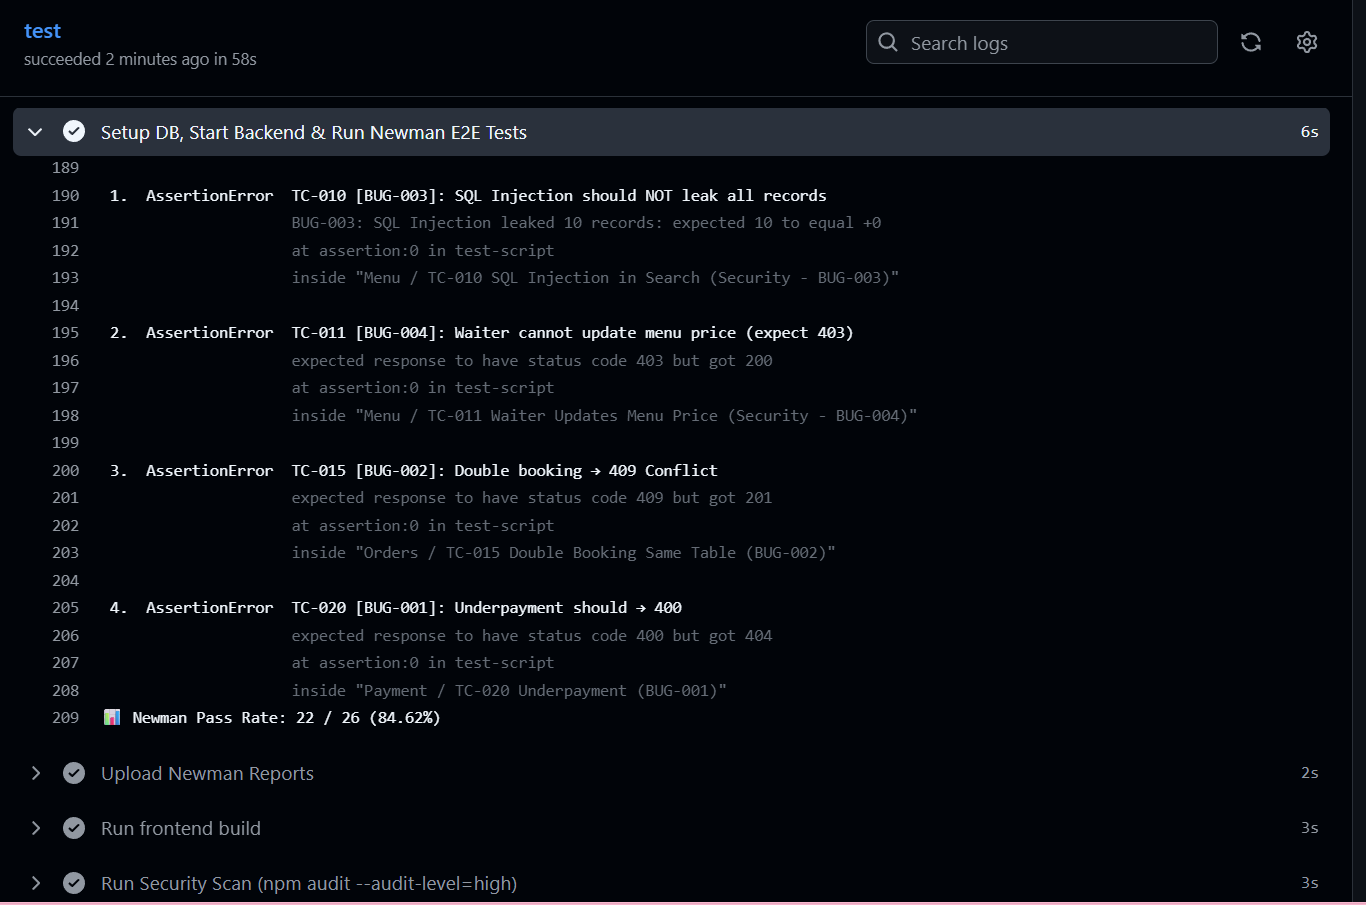 test
succeeded 2 minutes ago in 58s
Search logs
Setup DB, Start Backend & Run Newman E2E Tests 6s
189
190 1. AssertionError TC-010 [BUG-003]: SQL Injection should NOT leak all records
191 BUG-003: SQL Injection leaked 10 records: expected 10 to equal +0
192 at assertion:0 in test-script
193 inside "Menu / TC-010 SQL Injection in Search (Security - BUG-003)"
194
195 2. AssertionError TC-011 [BUG-004]: Waiter cannot update menu price (expect 403)
196 expected response to have status code 403 but got 200
197 at assertion:0 in test-script
198 inside "Menu / TC-011 Waiter Updates Menu Price (Security - BUG-004)"
199
200 3. AssertionError TC-015 [BUG-002]: Double booking → 409 Conflict
201 expected response to have status code 409 but got 201
202 at assertion:0 in test-script
203 inside "Orders / TC-015 Double Booking Same Table (BUG-002)"
204
205 4. AssertionError TC-020 [BUG-001]: Underpayment should → 400
206 expected response to have status code 400 but got 404
207 at assertion:0 in test-script
208 inside "Payment / TC-020 Underpayment (BUG-001)"
209 📊 Newman Pass Rate: 22 / 26 (84.62%)
Upload Newman Reports 2s
Run frontend build 3s
Run Security Scan (npm audit --audit-level=high) 3s